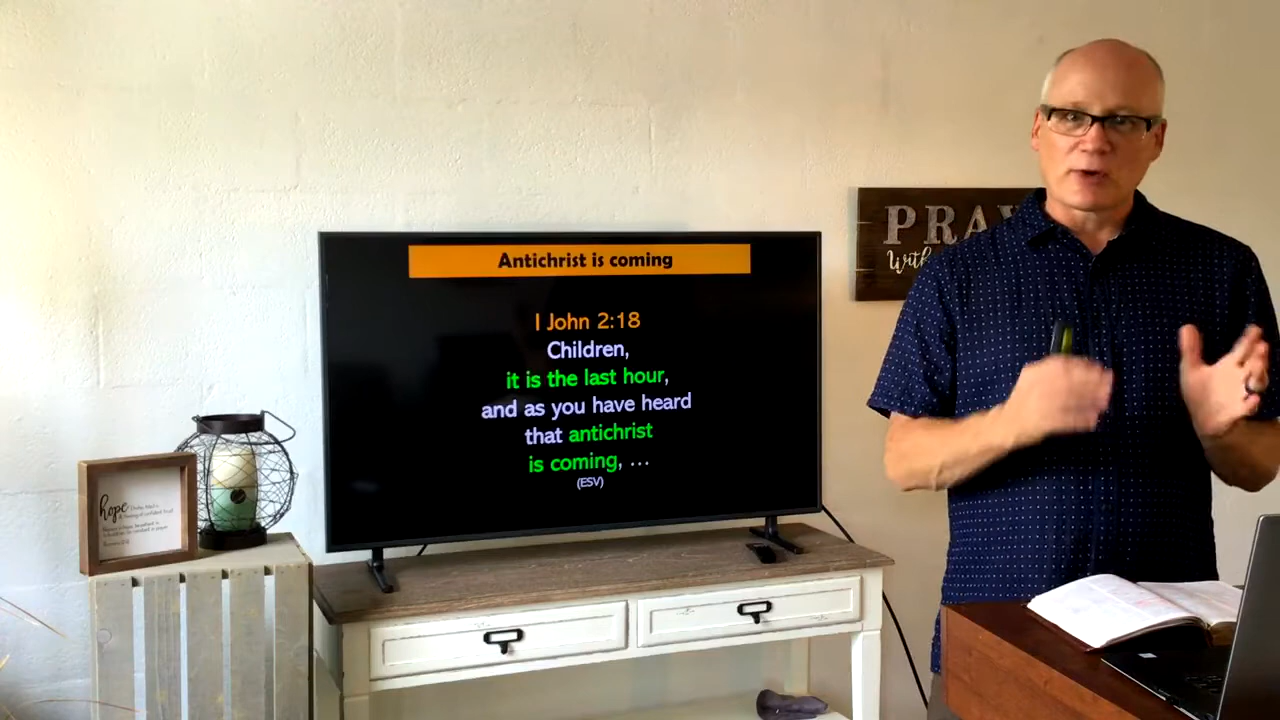 Antichrist is coming
I John 2:18
Children,
it is the last hour,
and as you have heard
that antichrist
is coming, …
(ESV)
PRAY
With
hope